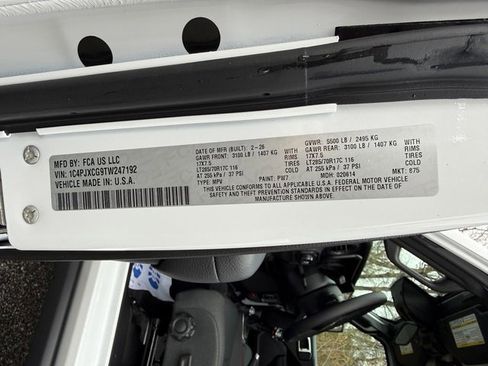 MFD BY: FCA US LLC
VIN: 1C4PJXCG9TW247192
VEHICLE MADE IN U.S.A.
DATE OF MFR (BUILT): 2-26
GAWR FRONT: 3100 LB / 1407 KG WITH
17X7.5 RIMS
LT285/70R17C 116 TIRES
AT 255 kPa / 37 PSI COLD
TYPE: MPV
GVWR: 5500 LB / 2495 KG
GAWR REAR: 3100 LB / 1407 KG WITH
17X7.5 RIMS
LT285/70R17C 116 TIRES
AT 255 kPa / 37 PSI COLD
PAINT: PW7 MDH: 020614 MKT: 875
THIS VEHICLE CONFORMS TO ALL APPLICABLE U.S.A. FEDERAL MOTOR VEHICLE
SAFETY AND THEFT PREVENTION STANDARDS IN EFFECT ON THE DATE OF
MANUFACTURE SHOWN ABOVE.